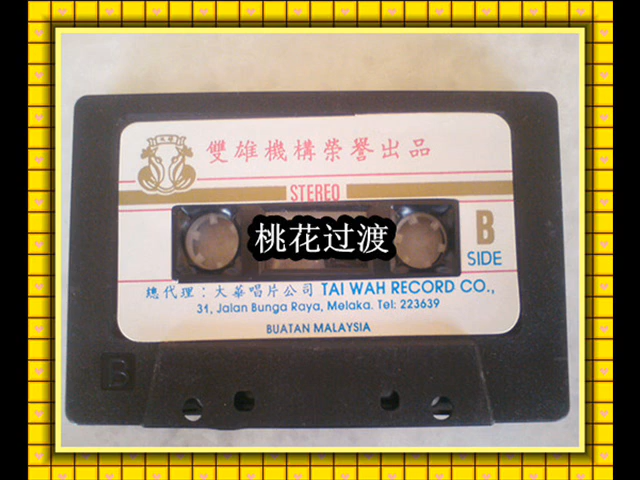 雙雄機構榮譽出品
STEREO
桃花过渡
B
SIDE
總代理：大華唱片公司 TAI WAH RECORD CO.,
31, Jalan Bunga Raya, Melaka. Tel: 223639
BUATAN MALAYSIA
B